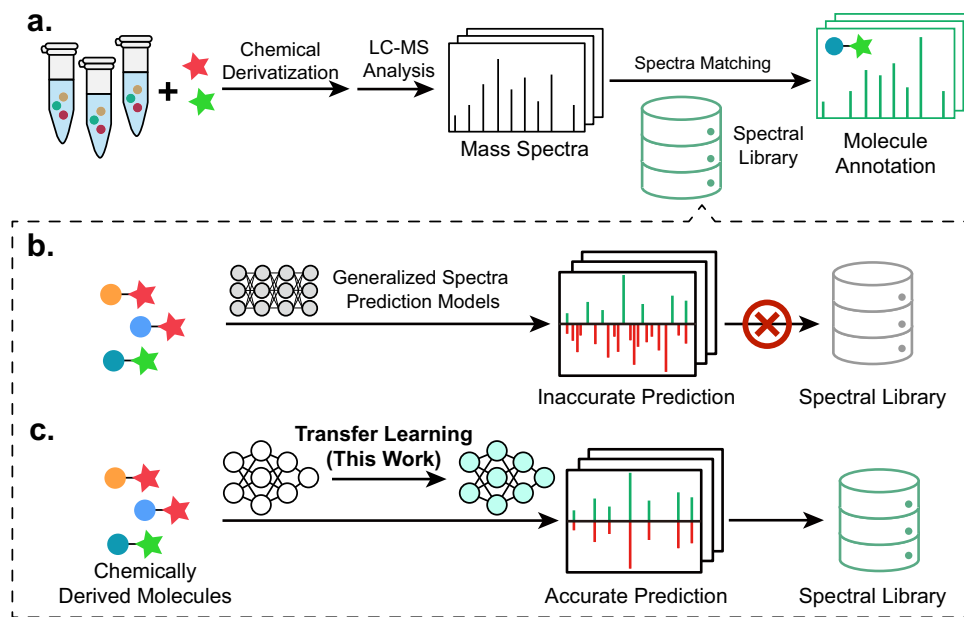 a.
Chemical
Derivatization
LC-MS
Analysis
Mass Spectra
Spectra Matching
Spectral
Library
Molecule
Annotation
b.
Generalized Spectra
Prediction Models
Inaccurate Prediction
Spectral Library
c.
Transfer Learning
(This Work)
Chemically
Derived Molecules
Accurate Prediction
Spectral Library